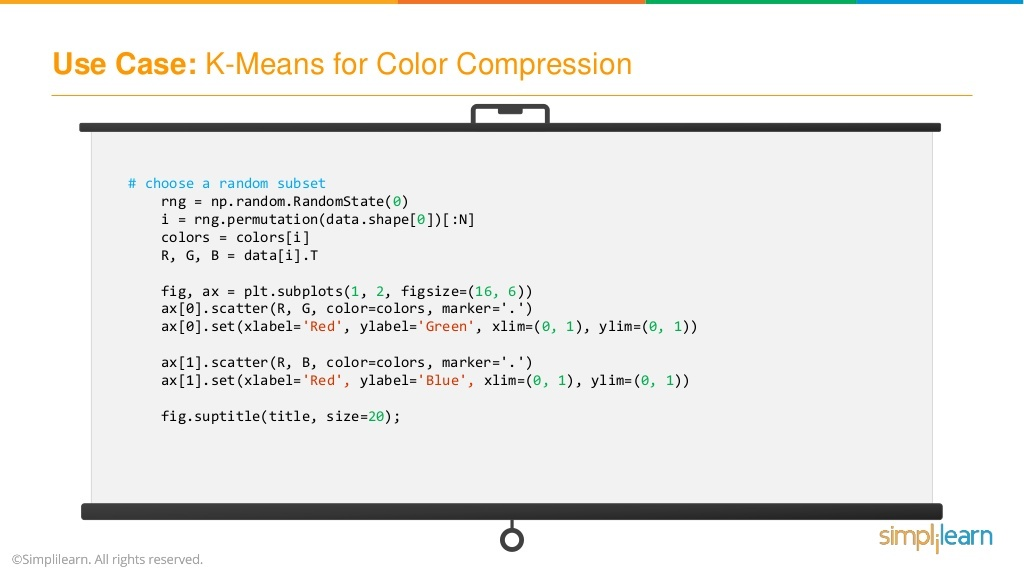 Use Case: K-Means for Color Compression
# choose a random subset
    rng = np.random.RandomState(0)
    i = rng.permutation(data.shape[0])[:N]
    colors = colors[i]
    R, G, B = data[i].T
    fig, ax = plt.subplots(1, 2, figsize=(16, 6))
    ax[0].scatter(R, G, color=colors, marker='.')
    ax[0].set(xlabel='Red', ylabel='Green', xlim=(0, 1), ylim=(0, 1))
    ax[1].scatter(R, B, color=colors, marker='.')
    ax[1].set(xlabel='Red', ylabel='Blue', xlim=(0, 1), ylim=(0, 1))
    fig.suptitle(title, size=20);
simplilearn
©Simplilearn. All rights reserved.